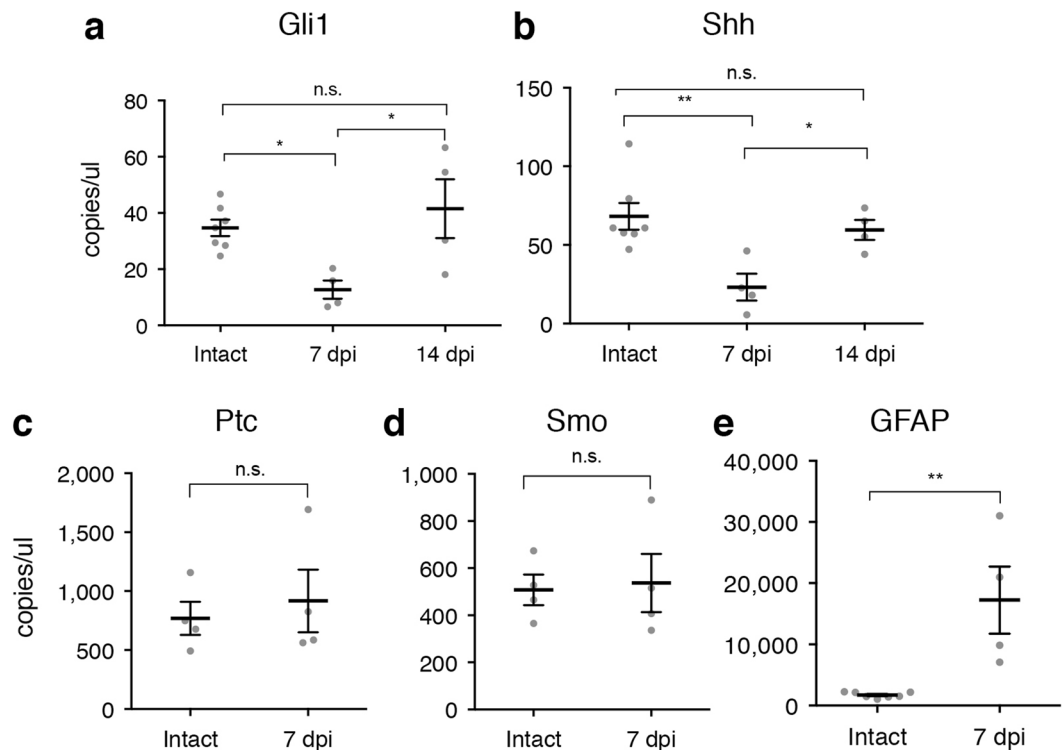 a Gli1
n.s.
*
*
copies/ul
80
60
40
20
0
Intact 7 dpi 14 dpi
b Shh
n.s.
**
*
150
100
50
0
Intact 7 dpi 14 dpi
c Ptc
n.s.
copies/ul
2,000
1,500
1,000
500
0
Intact 7 dpi
d Smo
n.s.
1,000
800
600
400
200
0
Intact 7 dpi
e GFAP
**
40,000
30,000
20,000
10,000
0
Intact 7 dpi